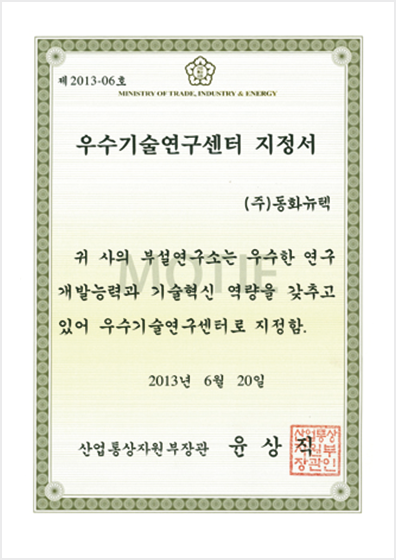 제 2013-06 호
MINISTRY OF TRADE, INDUSTRY & ENERGY
우수기술연구센터 지정서
(주)동화뉴텍
귀 사의 부설연구소는 우수한 연구
개발능력과 기술혁신 역량을 갖추고
있어 우수기술연구센터로 지정함.
MOTIE
2013년 6월 20일
산업통상자원부장관 윤상직
산업통상
자원부
장관인